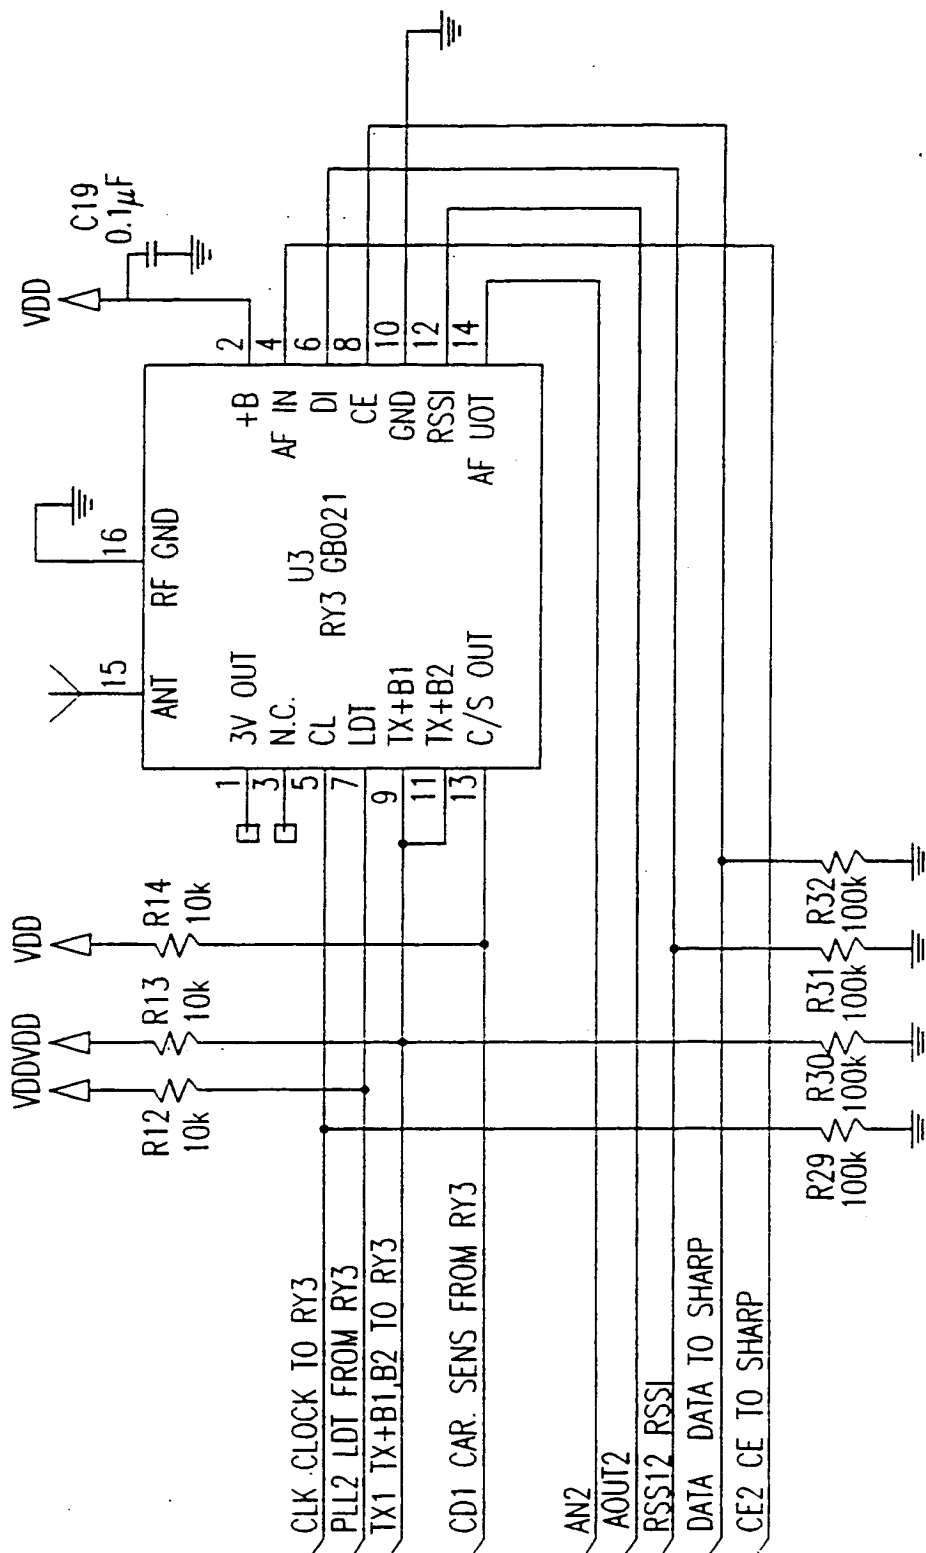 VDD
C19
0.1μF
2
4
6
8
10
12
14
+B
AF IN
DI
CE
GND
RSSI
AF UOT
16
RF GND
U3
RY3 GB021
15
ANT
3V OUT
N.C.
CL
LDT
TX+B1
TX+B2
C/S OUT
1
3
5
7
9
11
13
VDD
R14
10k
VDDVDD
R13
10k
R12
10k
R32
100k
R31
100k
R30
100k
R29
100k
CLK CLOCK TO RY3
PLL2 LDT FROM RY3
TX1 TX+B1,B2 TO RY3
CD1 CAR. SENS FROM RY3
AN2
AOUT2
RSS12 RSSI
DATA DATA TO SHARP
CE2 CE TO SHARP